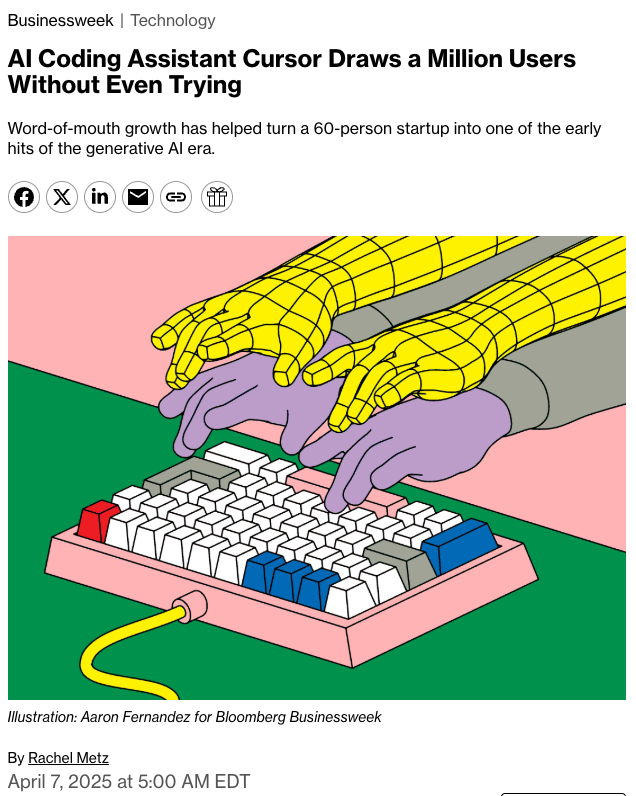 Businessweek | Technology
AI Coding Assistant Cursor Draws a Million Users
Without Even Trying
Word-of-mouth growth has helped turn a 60-person startup into one of the early
hits of the generative AI era.
Illustration: Aaron Fernandez for Bloomberg Businessweek
By Rachel Metz
April 7, 2025 at 5:00 AM EDT